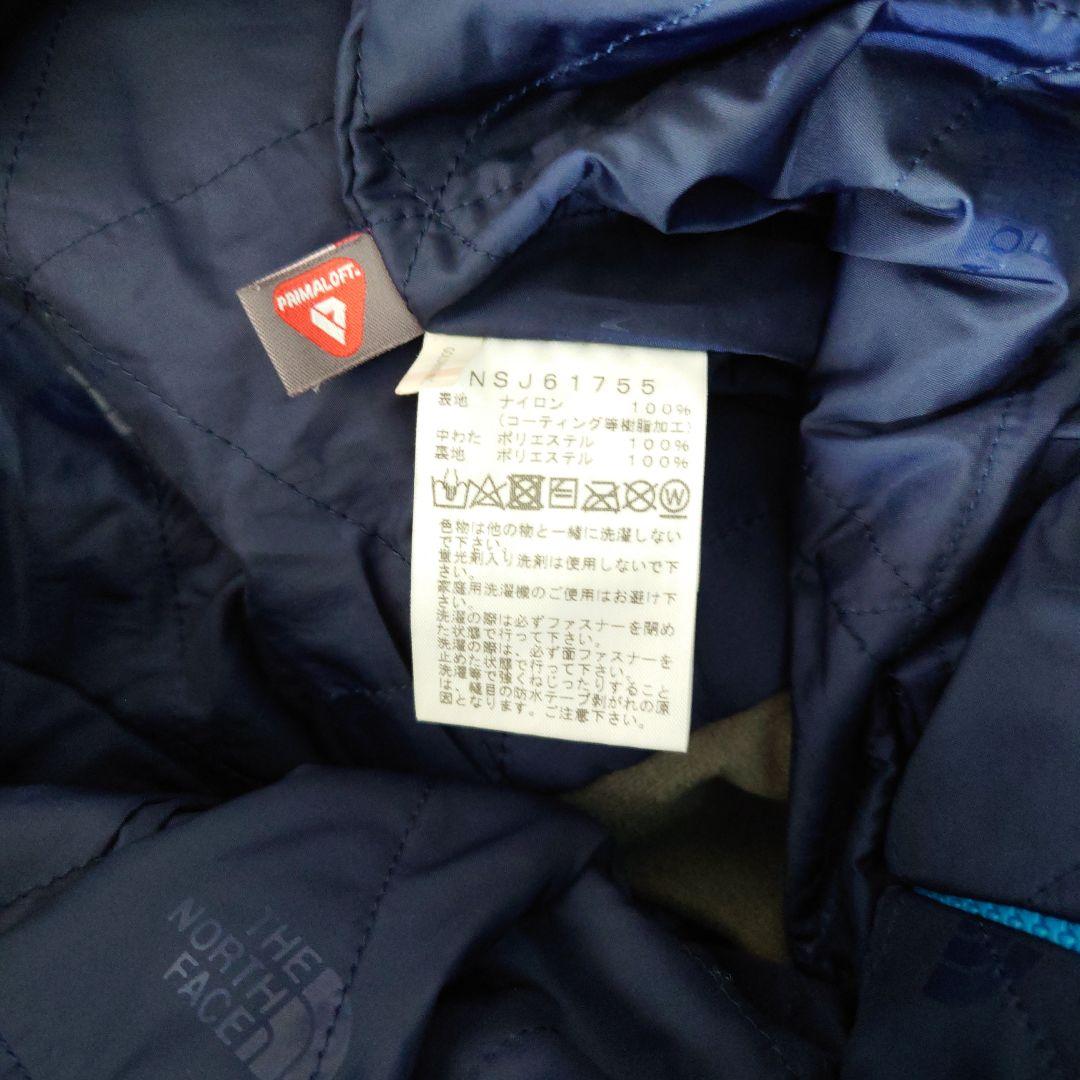 PRIMALOFT
NSJ61755
表地 ナイロン 100%
(コーティング等樹脂加工)
中わた ポリエステル 100%
裏地 ポリエステル 100%
W
色物は他の物と一緒に洗濯しない
で下さい。
蛍光剤入り洗剤は使用しないで下
さい。
家庭用洗濯機のご使用はお避け下
さい。
洗濯の際は必ずファスナーを閉め
た状態で行って下さい。
洗濯の際は、必ず面ファスナーを
止めた状態で行って下さい。
洗濯等で強くねじったりすること
は、縫目の防水テープ剥がれの原
因となります。ご注意下さい。
THE
NORTH
FACE